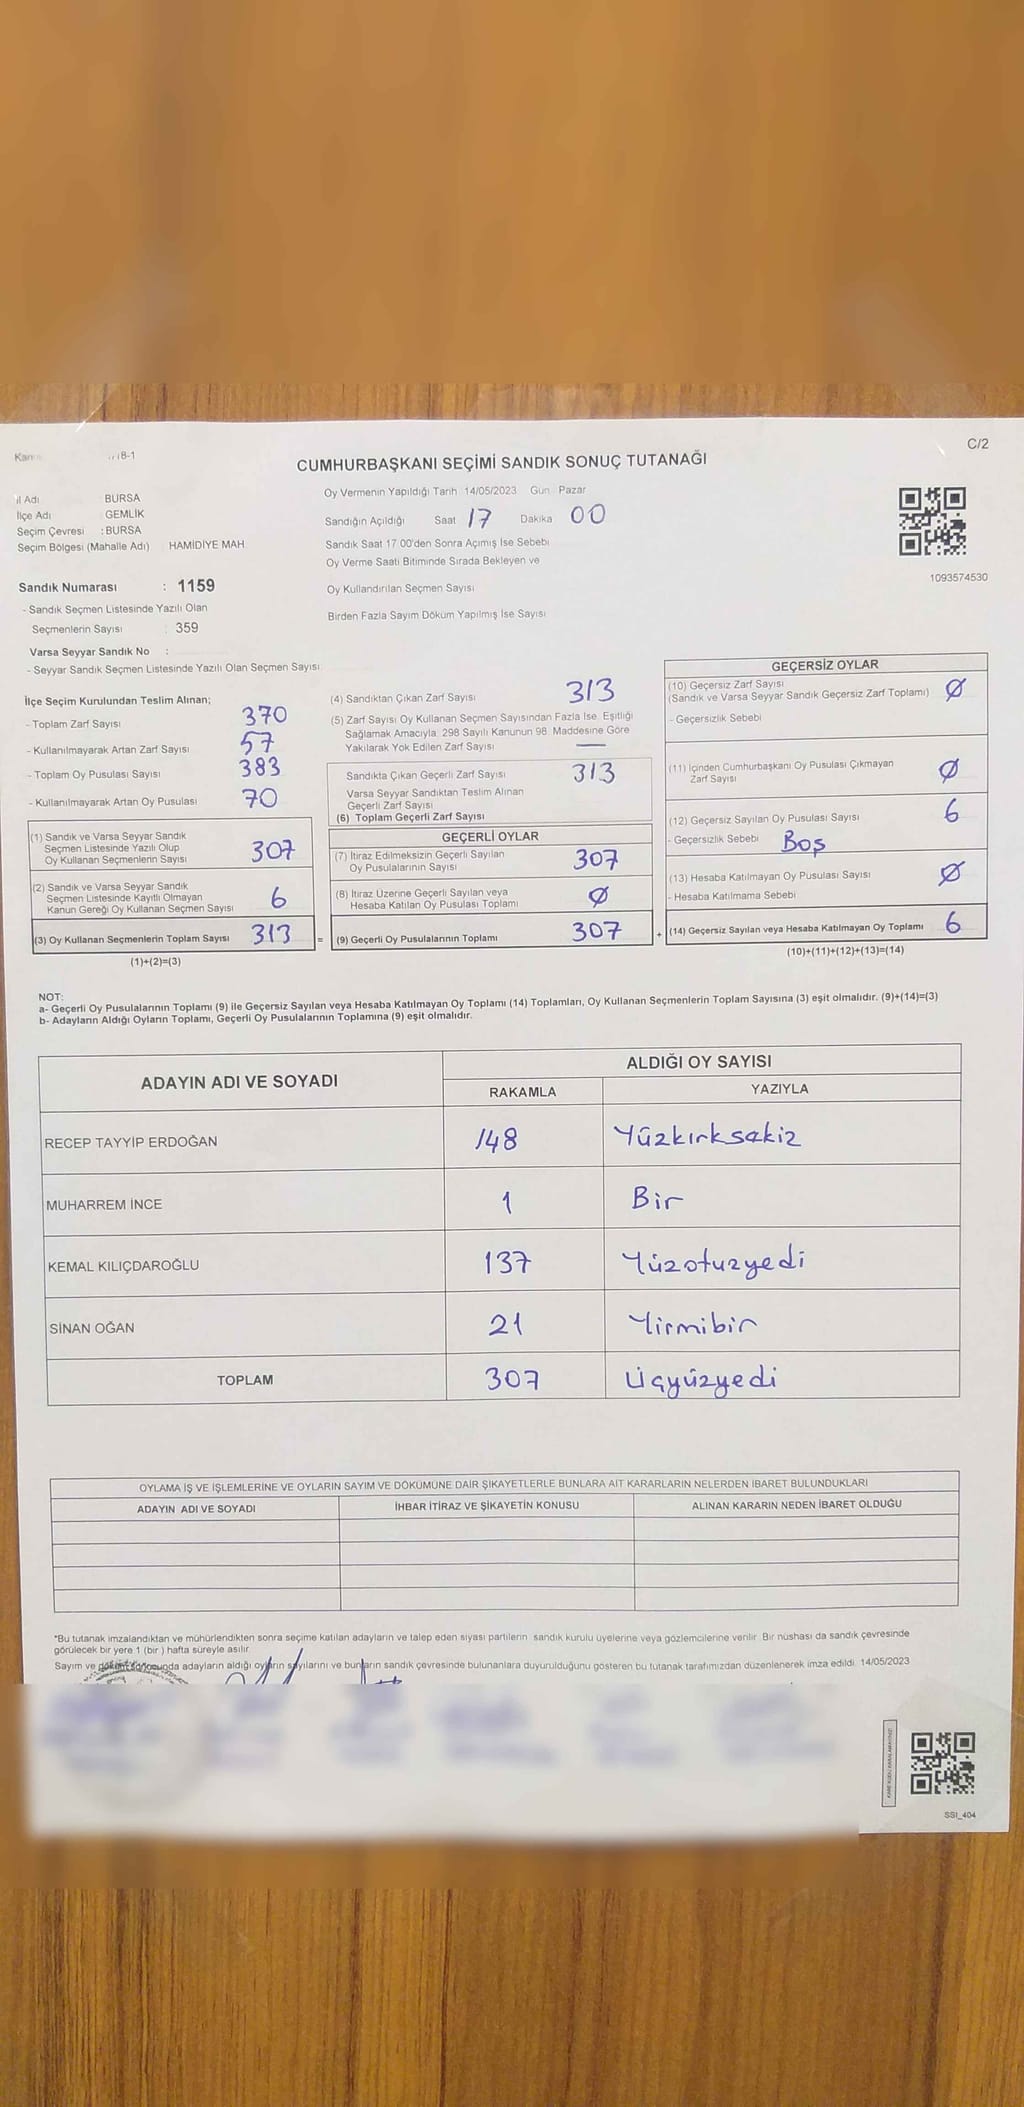 18-1
C/2
CUMHURBAŞKANI SEÇİMİ SANDIK SONUÇ TUTANAĞI
İl Adı BURSA
İlçe Adı GEMLİK
Seçim Çevresi : BURSA
Seçim Bölgesi (Mahalle Adı) HAMİDİYE MAH
Oy Vermenin Yapıldığı Tarih 14/05/2023 Gün Pazar
Sandığın Açıldığı Saat 17 Dakika 00
Sandık Saat 17:00'den Sonra Açımış İse Sebebi
Oy Verme Saati Bitiminde Sırada Bekleyen ve
Oy Kullandırılan Seçmen Sayısı
Birden Fazla Sayım Döküm Yapılmış İse Sayısı
1093574530
Sandık Numarası : 1159
- Sandık Seçmen Listesinde Yazılı Olan
Seçmenlerin Sayısı : 359
Varsa Seyyar Sandık No :
- Seyyar Sandık Seçmen Listesinde Yazılı Olan Seçmen Sayısı
İlçe Seçim Kurulundan Teslim Alınan;
- Toplam Zarf Sayısı 370
- Kullanılmayarak Artan Zarf Sayısı 57
- Toplam Oy Pusulası Sayısı 383
- Kullanılmayarak Artan Oy Pusulası 70
(1) Sandık ve Varsa Seyyar Sandık
Seçmen Listesinde Yazılı Olup
Oy Kullanan Seçmenlerin Sayısı 307
(2) Sandık ve Varsa Seyyar Sandık
Seçmen Listesinde Kayıtlı Olmayan
Kanun Gereği Oy Kullanan Seçmen Sayısı 6
(3) Oy Kullanan Seçmenlerin Toplam Sayısı 313
(1)+(2)=(3)
(4) Sandıktan Çıkan Zarf Sayısı 313
(5) Zarf Sayısı Oy Kullanan Seçmen Sayısından Fazla İse, Eşitliği
Sağlamak Amacıyla, 298 Sayılı Kanunun 98. Maddesine Göre
Yakılarak Yok Edilen Zarf Sayısı —
Sandıkta Çıkan Geçerli Zarf Sayısı 313
Varsa Seyyar Sandıktan Teslim Alınan
Geçerli Zarf Sayısı
(6) Toplam Geçerli Zarf Sayısı
GEÇERLİ OYLAR
(7) İtiraz Edilmeksizin Geçerli Sayılan
Oy Pusulalarının Sayısı 307
(8) İtiraz Üzerine Geçerli Sayılan veya
Hesaba Katılan Oy Pusulası Toplamı Ø
= (9) Geçerli Oy Pusulalarının Toplamı 307
GEÇERSİZ OYLAR
(10) Geçersiz Zarf Sayısı
(Sandık ve Varsa Seyyar Sandık Geçersiz Zarf Toplamı) Ø
- Geçersizlik Sebebi
(11) İçinden Cumhurbaşkanı Oy Pusulası Çıkmayan
Zarf Sayısı Ø
(12) Geçersiz Sayılan Oy Pusulası Sayısı 6
- Geçersizlik Sebebi Boş
(13) Hesaba Katılmayan Oy Pusulası Sayısı Ø
- Hesaba Katılmama Sebebi
+ (14) Geçersiz Sayılan veya Hesaba Katılmayan Oy Toplamı 6
(10)+(11)+(12)+(13)=(14)
NOT:
a- Geçerli Oy Pusulalarının Toplamı (9) ile Geçersiz Sayılan veya Hesaba Katılmayan Oy Toplamı (14) Toplamları, Oy Kullanan Seçmenlerin Toplam Sayısına (3) eşit olmalıdır. (9)+(14)=(3)
b- Adayların Aldığı Oyların Toplamı, Geçerli Oy Pusulalarının Toplamına (9) eşit olmalıdır.
ADAYIN ADI VE SOYADI
ALDIĞI OY SAYISI
RAKAMLA YAZIYLA
RECEP TAYYİP ERDOĞAN 148 Yüzkırksekiz
MUHARREM İNCE 1 Bir
KEMAL KILIÇDAROĞLU 137 Yüzotuzyedi
SİNAN OĞAN 21 Yirmibir
TOPLAM 307 Üçyüzyedi
OYLAMA İŞ VE İŞLEMLERİNE VE OYLARIN SAYIM VE DÖKÜMÜNE DAİR ŞİKAYETLERLE BUNLARA AİT KARARLARIN NELERDEN İBARET BULUNDUKLARI
ADAYIN ADI VE SOYADI İHBAR İTİRAZ VE ŞİKAYETİN KONUSU ALINAN KARARIN NEDEN İBARET OLDUĞU
*Bu tutanak imzalandıktan ve mühürlendikten sonra seçime katılan adayların ve talep eden siyasi partilerin sandık kurulu üyelerine veya gözlemcilerine verilir. Bir nüshası da sandık çevresinde
görülecek bir yere 1 (bir ) hafta süreyle asılır.
Sayım ve döküm sonucunda adayların aldığı oyların sayılarını ve bunların sandık çevresinde bulunanlara duyurulduğunu gösteren bu tutanak tarafımızdan düzenlenerek imza edildi. 14/05/2023
SSI_404